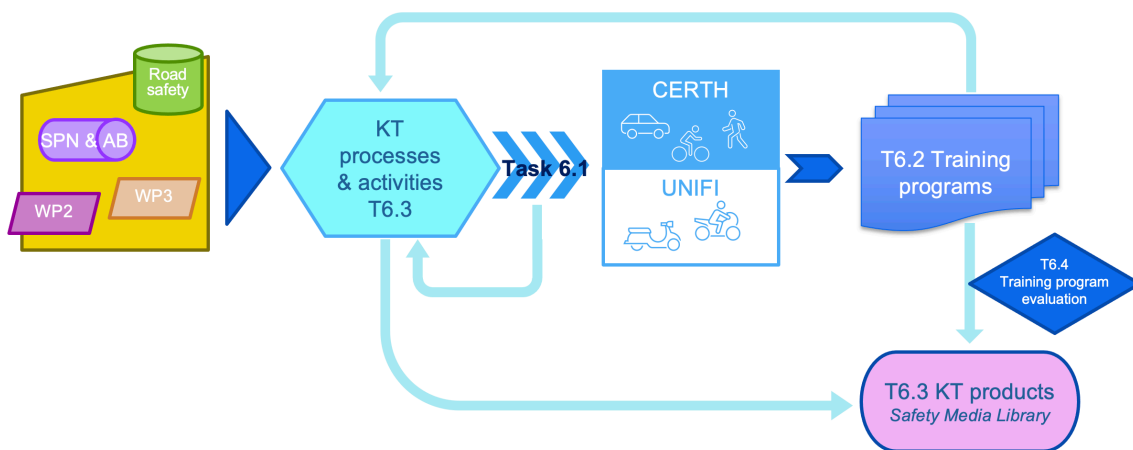 Road
safety
SPN & AB
WP2
WP3
KT
processes
& activities
T6.3
Task 6.1
CERTH
UNIFI
T6.2 Training
programs
T6.4
Training program
evaluation
T6.3 KT products
Safety Media Library